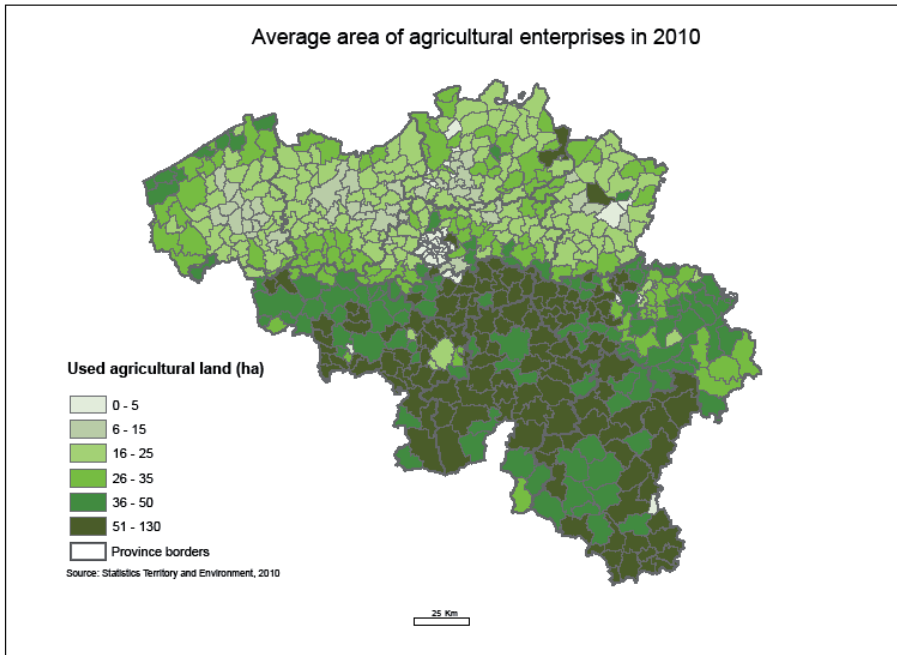 Average area of agricultural enterprises in 2010
Used agricultural land (ha)
0 - 5
6 - 15
16 - 25
26 - 35
36 - 50
51 - 130
Province borders
Source: Statistics Territory and Environment, 2010
25 Km